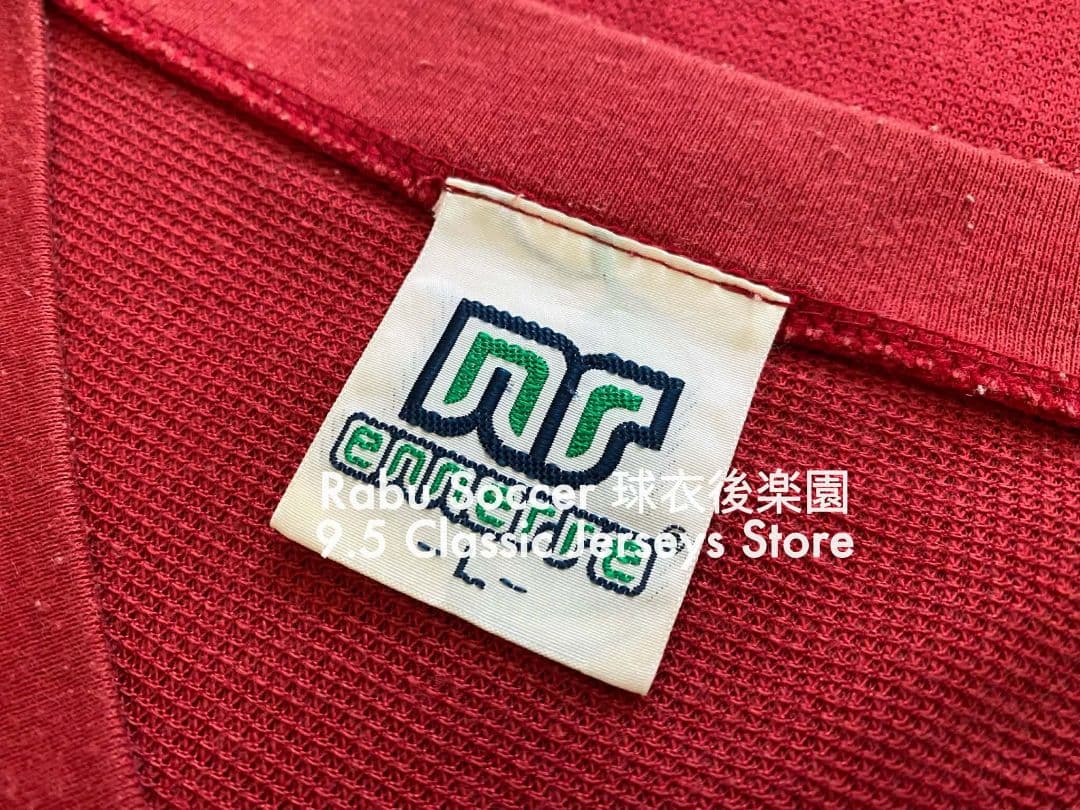 nr
ennerre®
- L -
Rabu Soccer 球衣後楽園
9.5 Classic Jerseys Store